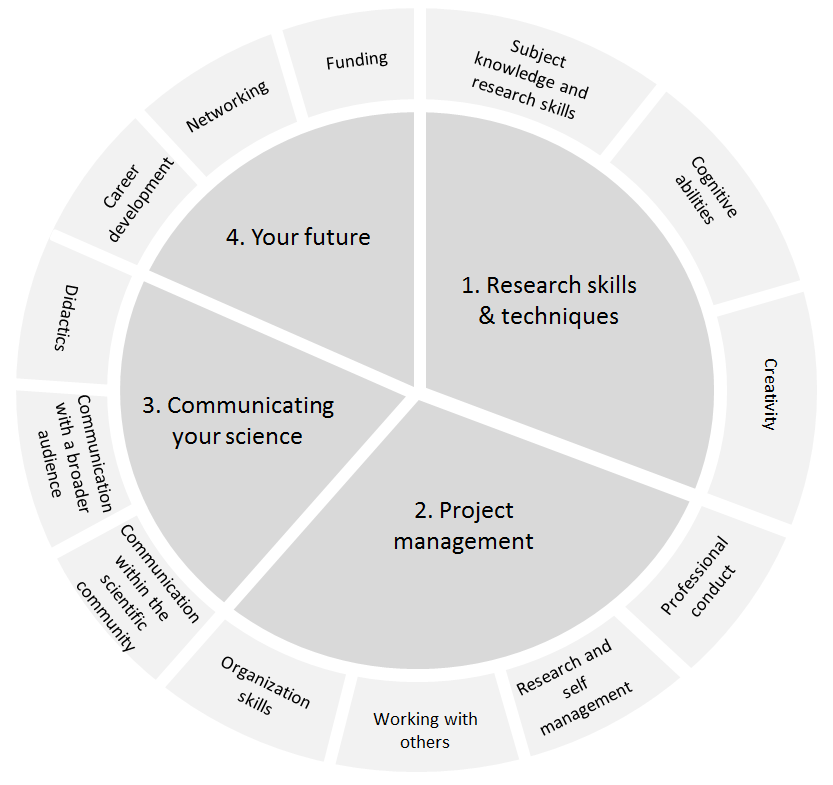 Subject
knowledge and
research skills
Cognitive
abilities
Creativity
Professional
conduct
Research and
self
management
Working with
others
Organization
skills
Communication
within the
scientific
community
Communication
with a broader
audience
Didactics
Career
development
Networking
Funding
1. Research skills
& techniques
2. Project
management
3. Communicating
your science
4. Your future